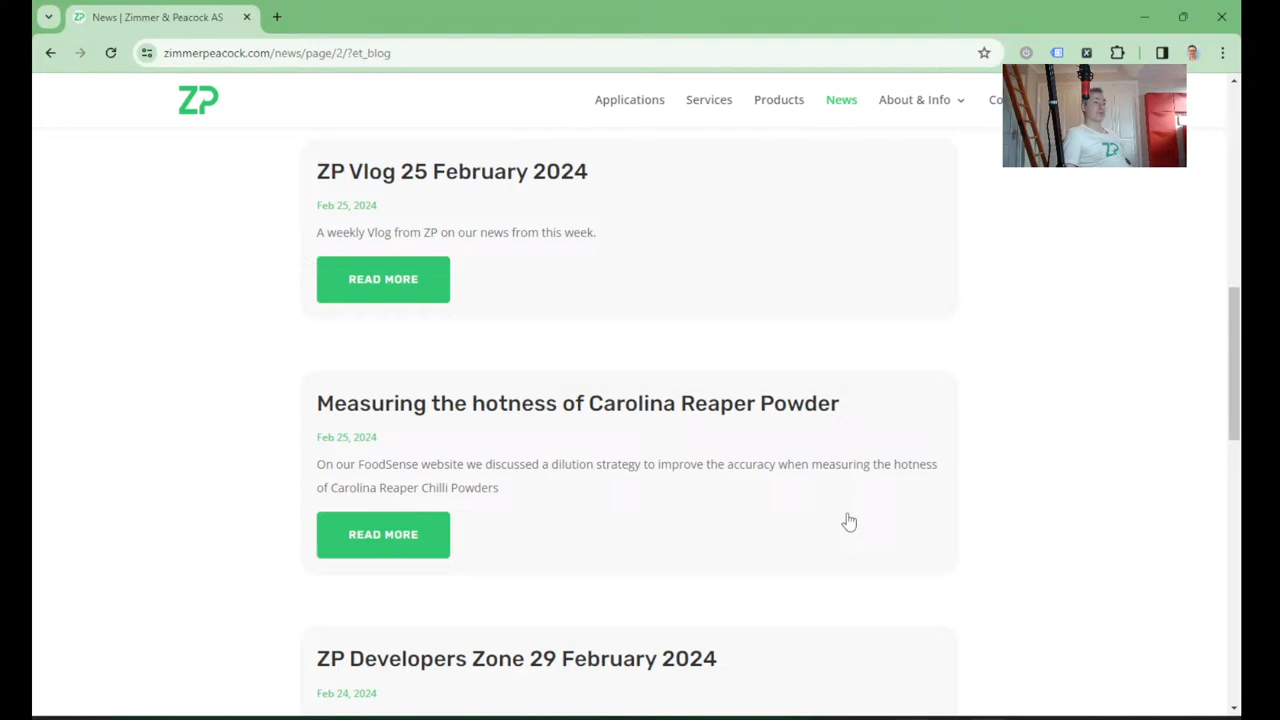 ZP News | Zimmer & Peacock AS
zimmerpeacock.com/news/page/2/?et_blog
ZP Applications Services Products News About & Info Co
ZP
ZP Vlog 25 February 2024
Feb 25, 2024
A weekly Vlog from ZP on our news from this week.
READ MORE
Measuring the hotness of Carolina Reaper Powder
Feb 25, 2024
On our FoodSense website we discussed a dilution strategy to improve the accuracy when measuring the hotness
of Carolina Reaper Chilli Powders
READ MORE
ZP Developers Zone 29 February 2024
Feb 24, 2024